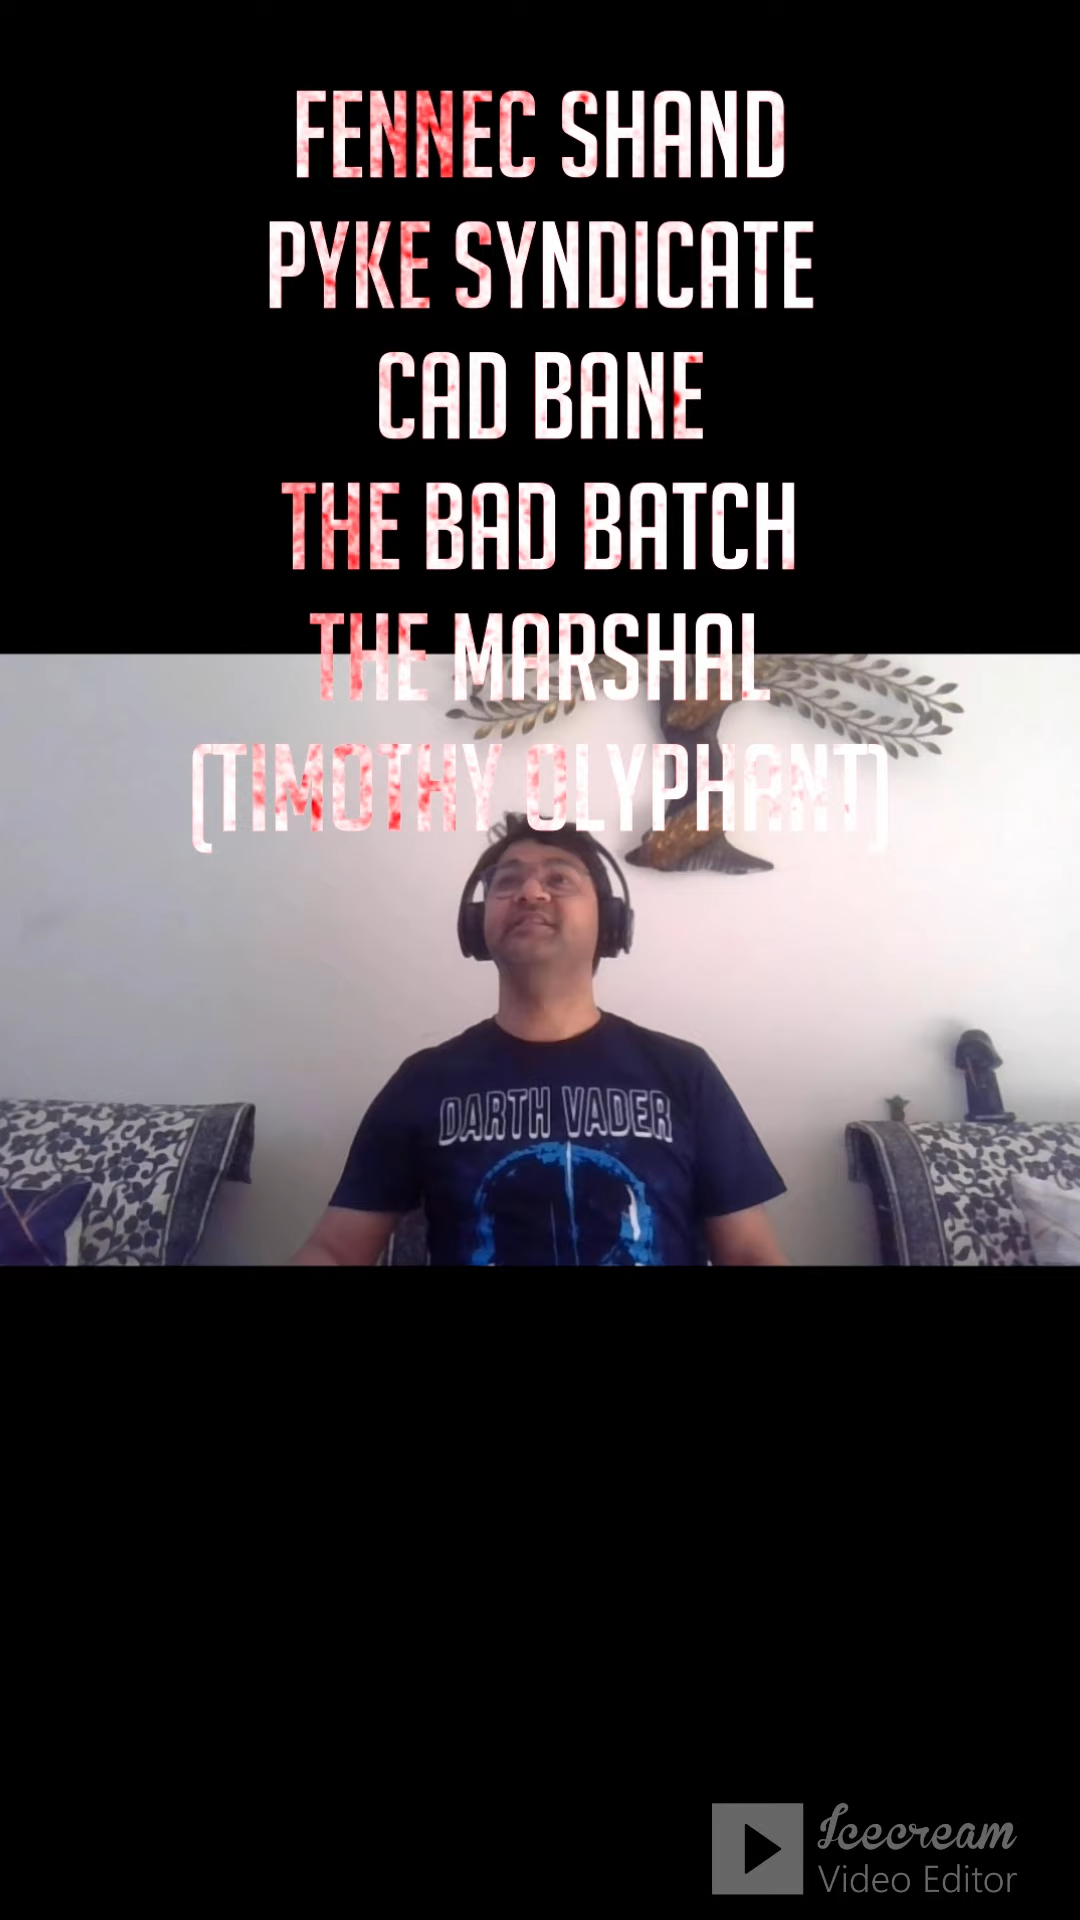 FENNEC SHAND
PYKE SYNDICATE
CAD BANE
THE BAD BATCH
THE MARSHAL
(TIMOTHY OLYPHANT)
DARTH VADER
Icecream
Video Editor